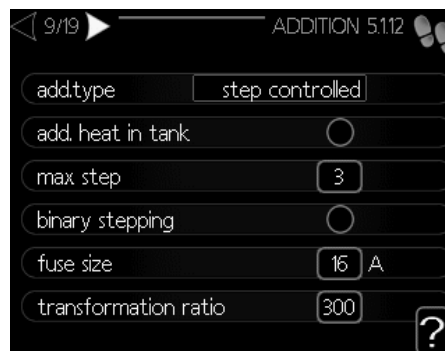 9/19 ADDITION 5.1.12
add.type step controlled
add. heat in tank
max step 3
binary stepping
fuse size 16 A
transformation ratio 300
?